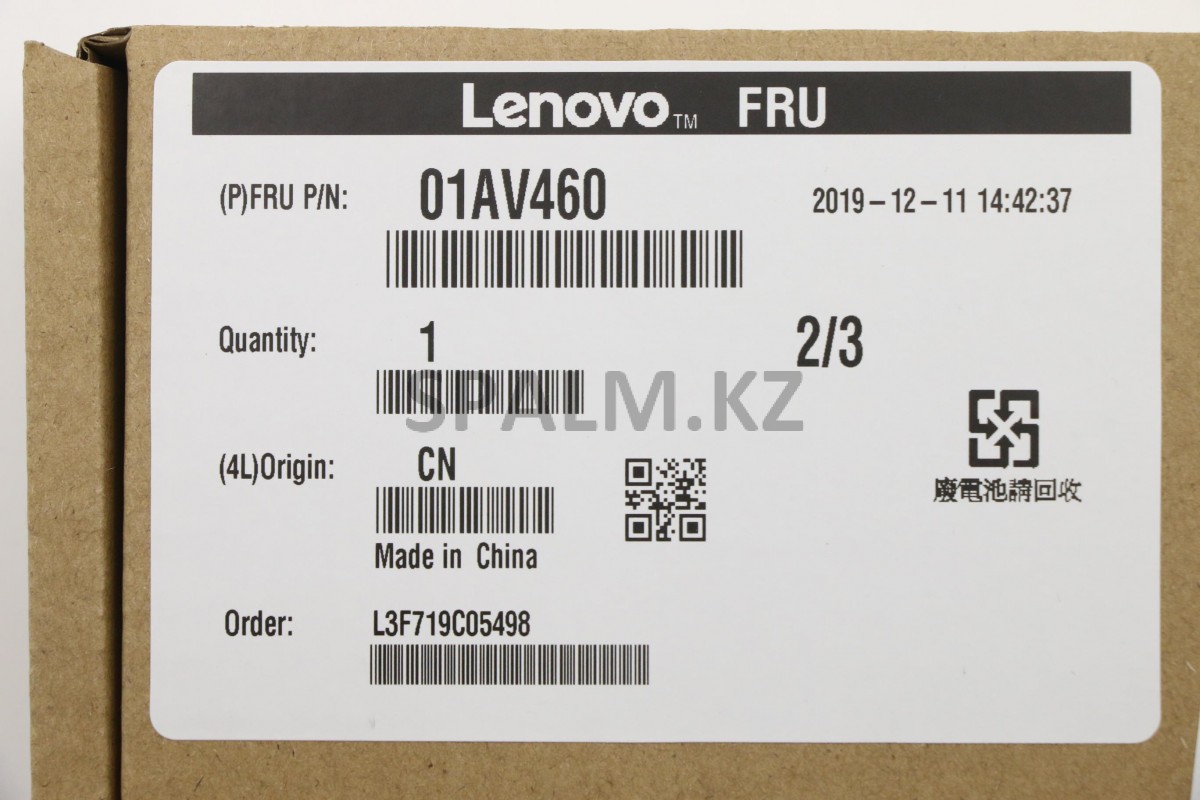 Lenovo™ FRU
(P)FRU P/N: 01AV460 2019-12-11 14:42:37
Quantity: 1 2/3
SPALM.KZ
(4L)Origin: CN
廢電池請回收
Made in China
Order: L3F719C05498